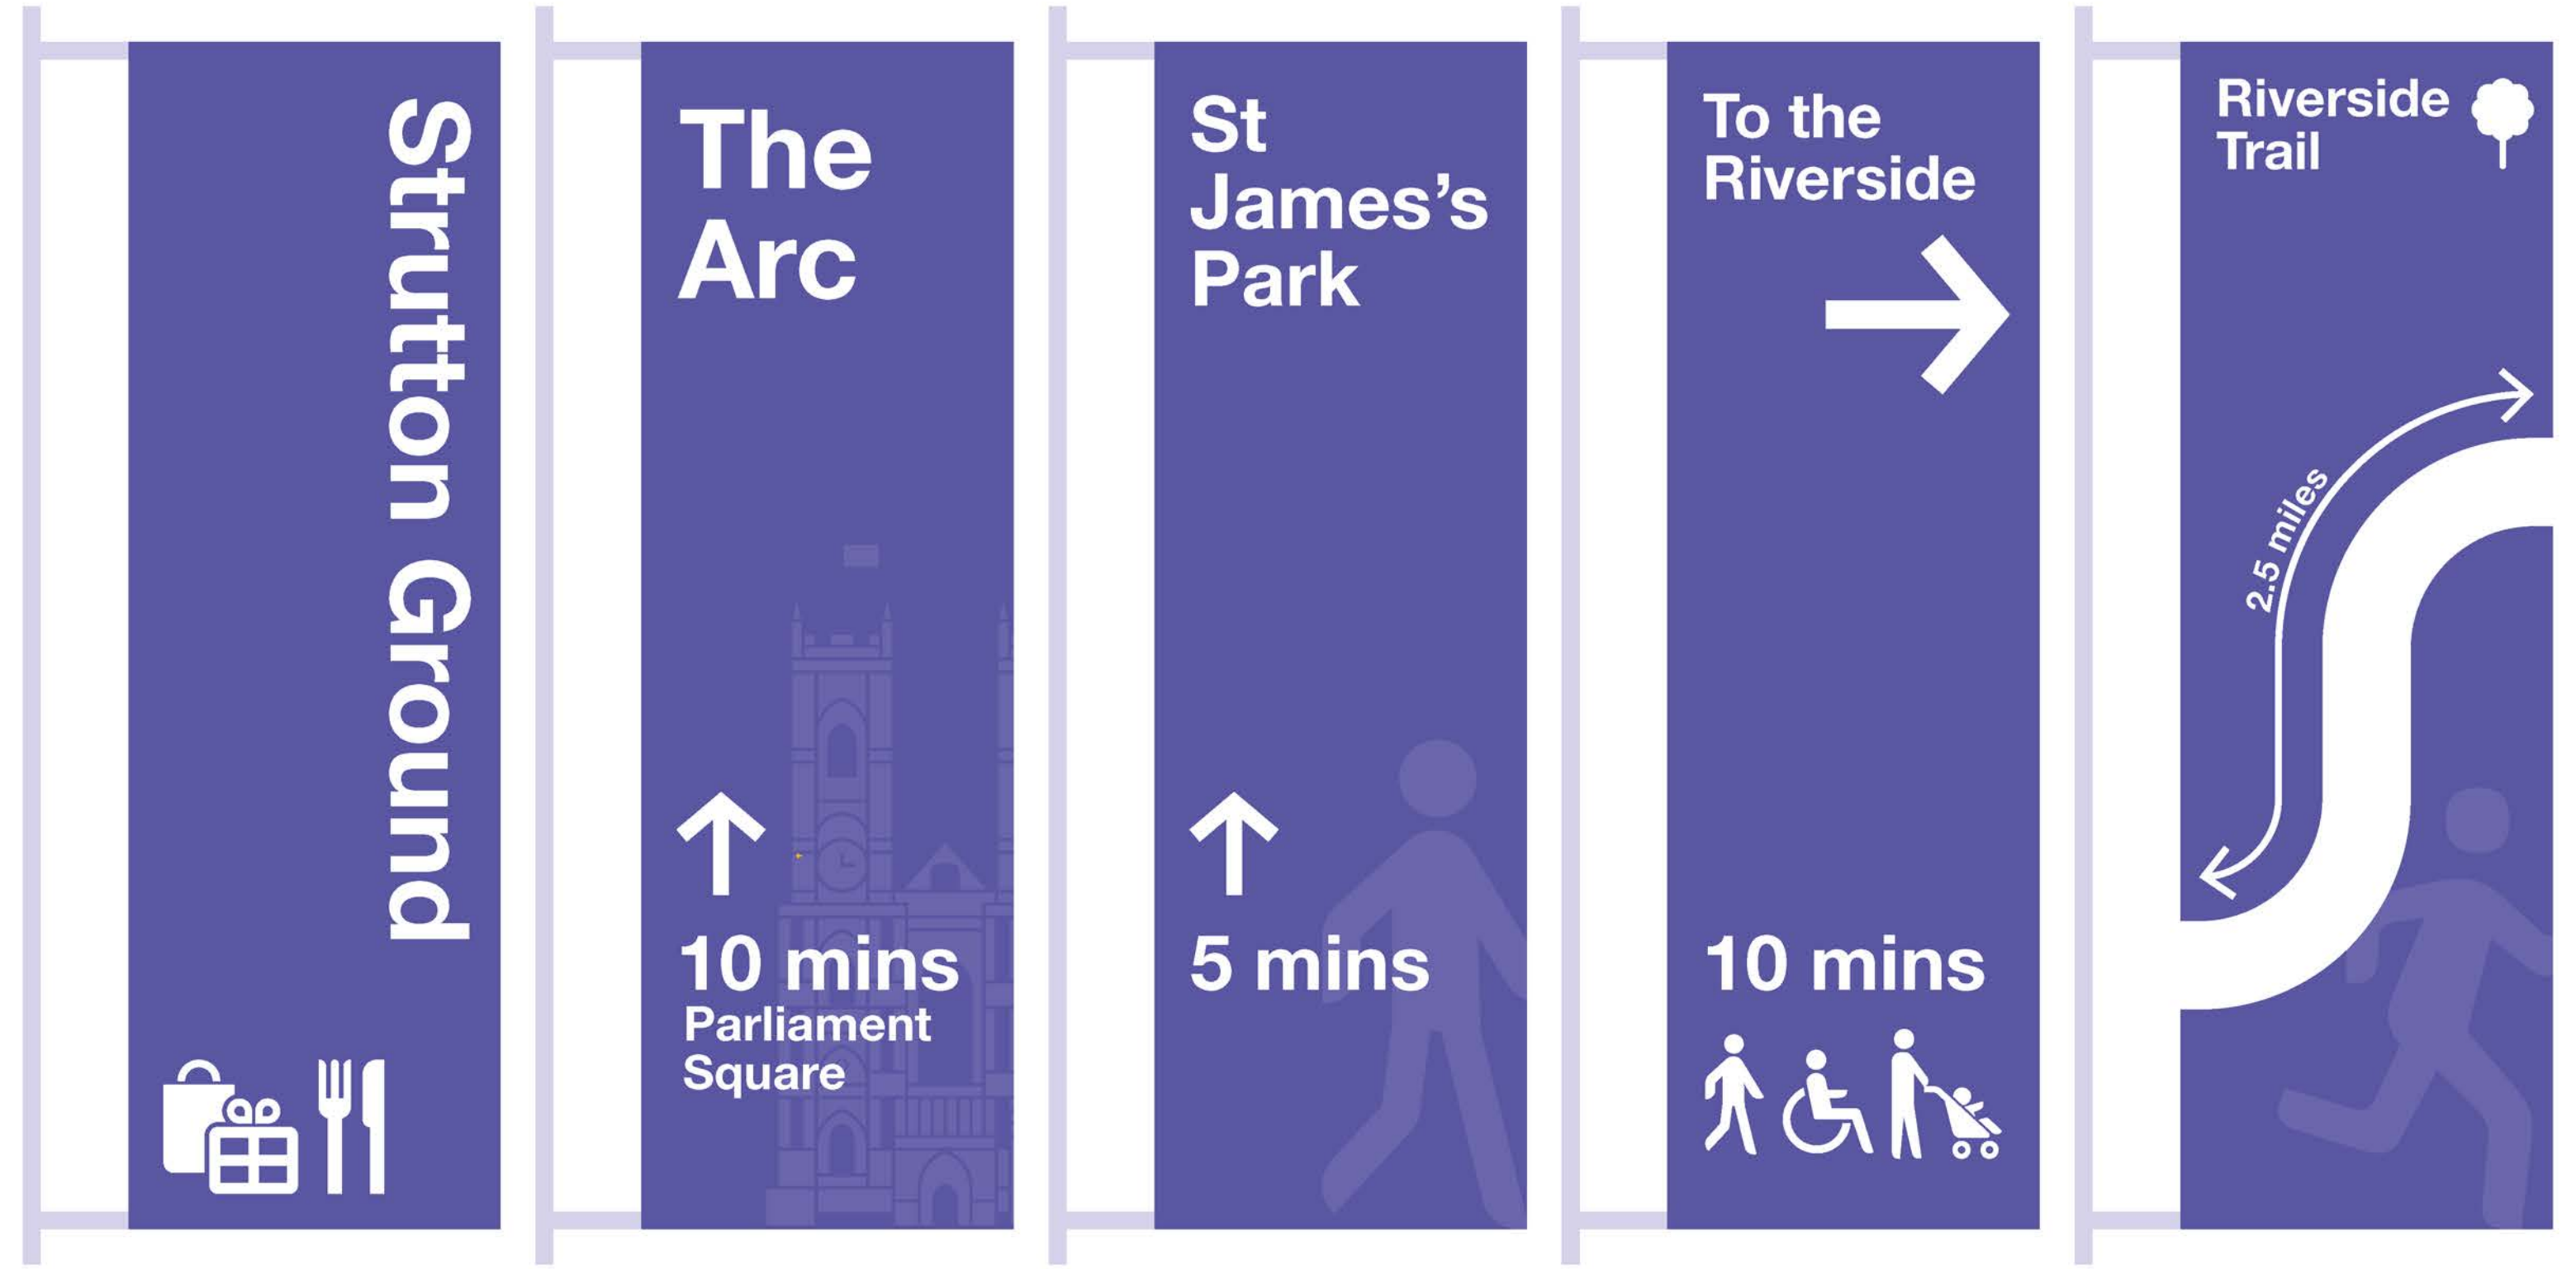 Strutton Ground
The
Arc
10 mins
Parliament
Square
St
James’s
Park
5 mins
To the
Riverside
10 mins
Riverside
Trail
2.5 miles